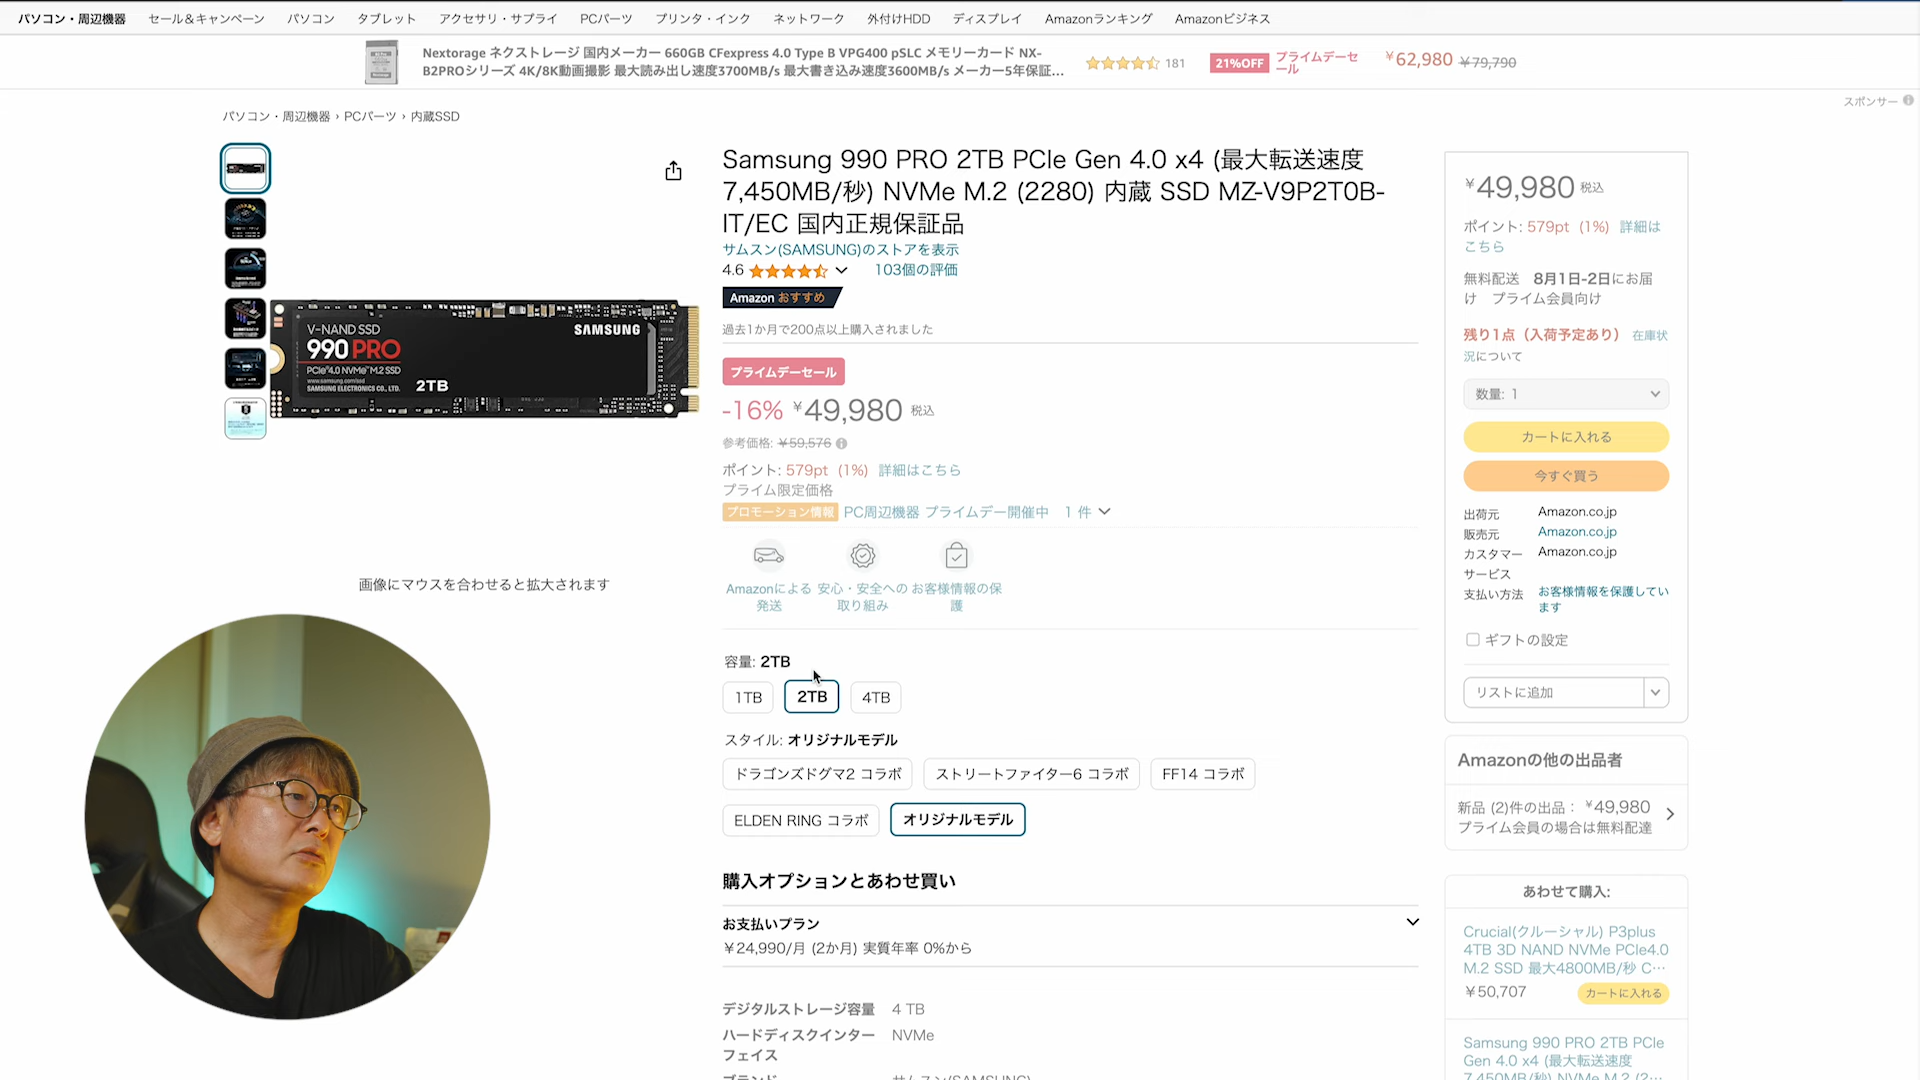 パソコン・周辺機器 セール＆キャンペーン パソコン タブレット アクセサリ・サプライ PCパーツ プリンタ・インク ネットワーク 外付けHDD ディスプレイ Amazonランキング Amazonビジネス
Nextorage ネクストレージ 国内メーカー 660GB CFexpress 4.0 Type B VPG400 pSLC メモリーカード NX-
B2PROシリーズ 4K/8K動画撮影 最大読み出し速度3700MB/s 最大書き込み速度3600MB/s メーカー5年保証...
181
21%OFF
プライムデーセ
ール
￥62,980 ￥79,790
スポンサー
パソコン・周辺機器 › PCパーツ › 内蔵SSD
V-NAND SSD
990 PRO
PCIe 4.0 NVMe M.2 SSD
www.samsung.com/ssd
SAMSUNG ELECTRONICS CO., LTD.
2TB
SAMSUNG
画像にマウスを合わせると拡大されます
Samsung 990 PRO 2TB PCIe Gen 4.0 x4 (最大転送速度
7,450MB/秒) NVMe M.2 (2280) 内蔵 SSD MZ-V9P2T0B-
IT/EC 国内正規保証品
サムスン(SAMSUNG)のストアを表示
4.6 103個の評価
Amazon おすすめ
過去1か月で200点以上購入されました
プライムデーセール
-16% ￥49,980 税込
参考価格: ￥59,576
ポイント: 579pt (1%) 詳細はこちら
プライム限定価格
プロモーション情報 PC周辺機器 プライムデー開催中 1 件
Amazonによる
発送
安心・安全への
取り組み
お客様情報の保
護
容量: 2TB
1TB 2TB 4TB
スタイル: オリジナルモデル
ドラゴンズドグマ2 コラボ ストリートファイター6 コラボ FF14 コラボ
ELDEN RING コラボ オリジナルモデル
購入オプションとあわせ買い
お支払いプラン
￥24,990/月 (2か月) 実質年率 0%から
デジタルストレージ容量 4 TB
ハードディスクインター
フェイス
NVMe
ブランド サムスン(SAMSUNG)
￥49,980 税込
ポイント: 579pt (1%) 詳細は
こちら
無料配送 8月1日-2日にお届
け プライム会員向け
残り1点（入荷予定あり） 在庫状
況について
数量: 1
カートに入れる
今すぐ買う
出荷元 Amazon.co.jp
販売元 Amazon.co.jp
カスタマー
サービス
Amazon.co.jp
支払い方法
お客様情報を保護してい
ます
ギフトの設定
リストに追加
Amazonの他の出品者
新品 (2)件の出品： ￥49,980
プライム会員の場合は無料配達
あわせて購入:
Crucial(クルーシャル) P3plus
4TB 3D NAND NVMe PCIe4.0
M.2 SSD 最大4800MB/秒 C…
￥50,707 カートに入れる
Samsung 990 PRO 2TB PCIe
Gen 4.0 x4 (最大転送速度
7,450MB/秒) NVMe M.2 (2…